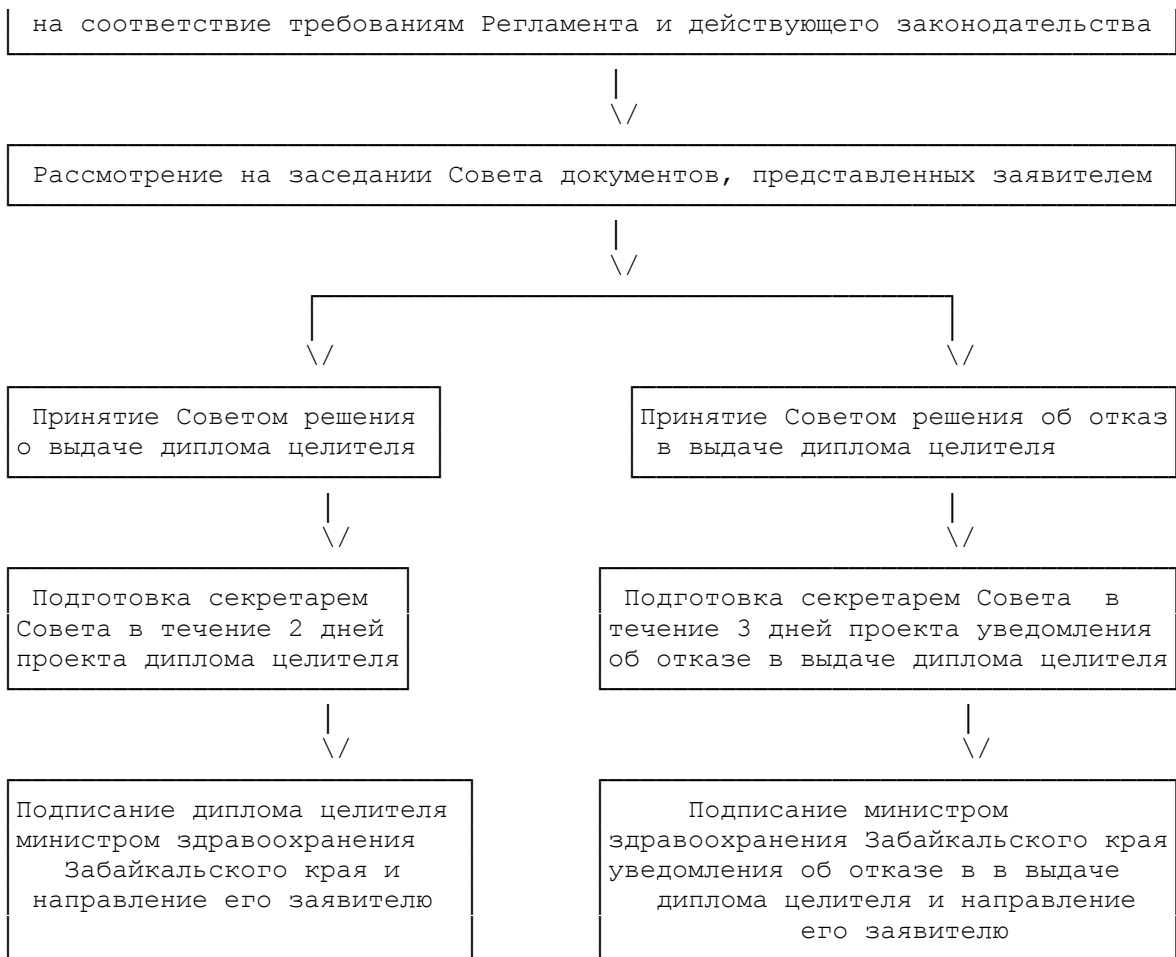 на соответствие требованиям Регламента и действующего законодательства
Рассмотрение на заседании Совета документов, представленных заявителем
Принятие Советом решения
о выдаче диплома целителя
Принятие Советом решения об отказ
в выдаче диплома целителя
Подготовка секретарем
Совета в течение 2 дней
проекта диплома целителя
Подготовка секретарем Совета в
течение 3 дней проекта уведомления
об отказе в выдаче диплома целителя
Подписание диплома целителя
министром здравоохранения
Забайкальского края и
направление его заявителю
Подписание министром
здравоохранения Забайкальского края
уведомления об отказе в в выдаче
диплома целителя и направление
его заявителю